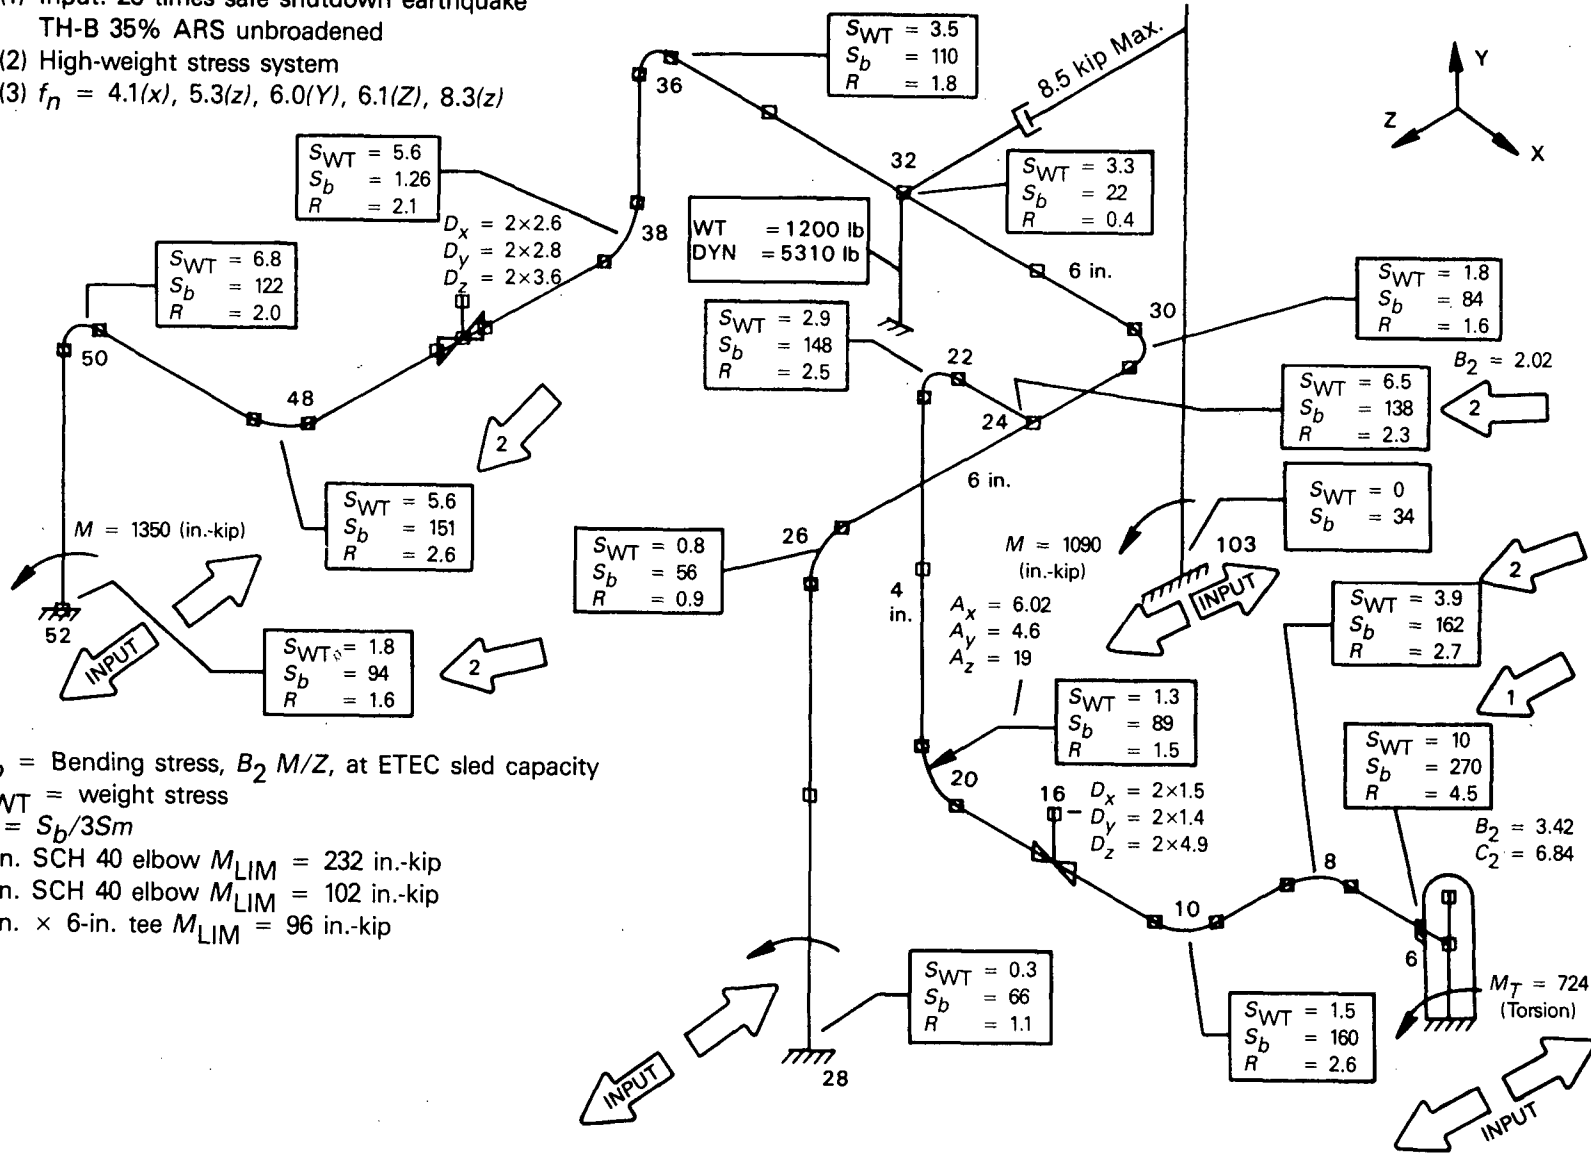 TH-B 35% ARS unbroadened
(2) High-weight stress system
(3) fn = 4.1(x), 5.3(z), 6.0(Y), 6.1(Z), 8.3(z)
SWT = 3.5
Sb = 110
R = 1.8
36
8.5 kip Max.
Y
Z
X
SWT = 5.6
Sb = 1.26
R = 2.1
38
32
SWT = 3.3
Sb = 22
R = 0.4
WT = 1200 lb
DYN = 5310 lb
Dx = 2×2.6
Dy = 2×2.8
Dz = 2×3.6
SWT = 6.8
Sb = 122
R = 2.0
50
6 in.
30
SWT = 1.8
Sb = 84
R = 1.6
SWT = 2.9
Sb = 148
R = 2.5
22
48
24
B2 = 2.02
SWT = 6.5
Sb = 138
R = 2.3
2
2
6 in.
SWT = 0
Sb = 34
SWT = 5.6
Sb = 151
R = 2.6
M = 1350 (in.-kip)
52
INPUT
SWT = 1.8
Sb = 94
R = 1.6
2
26
SWT = 0.8
Sb = 56
R = 0.9
4
in.
M = 1090
(in.-kip)
103
INPUT
Ax = 6.02
Ay = 4.6
Az = 19
2
SWT = 3.9
Sb = 162
R = 2.7
1
SWT = 1.3
Sb = 89
R = 1.5
20
SWT = 10
Sb = 270
R = 4.5
B2 = 3.42
C2 = 6.84
16
Dx = 2×1.5
Dy = 2×1.4
Dz = 2×4.9
8
10
6
= Bending stress, B2 M/Z, at ETEC sled capacity
= weight stress
= Sb/3Sm
SCH 40 elbow MLIM = 232 in.-kip
SCH 40 elbow MLIM = 102 in.-kip
× 6-in. tee MLIM = 96 in.-kip
SWT = 0.3
Sb = 66
R = 1.1
28
INPUT
SWT = 1.5
Sb = 160
R = 2.6
MT = 724
(Torsion)
INPUT